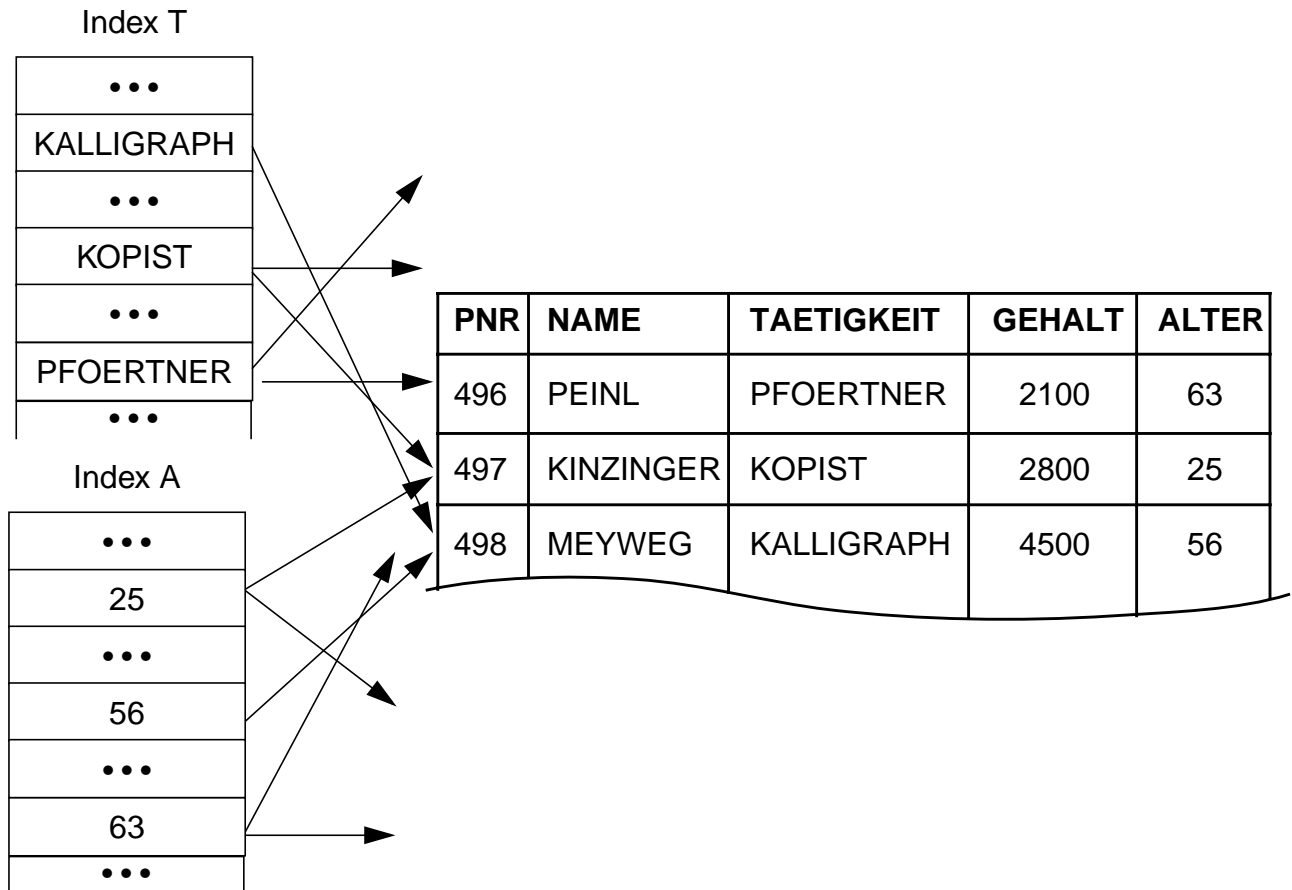 Index T
•••
KALLIGRAPH
•••
KOPIST
•••
PFOERTNER
•••
Index A
•••
25
•••
56
•••
63
•••
PNR NAME TAETIGKEIT GEHALT ALTER
496 PEINL PFOERTNER 2100 63
497 KINZINGER KOPIST 2800 25
498 MEYWEG KALLIGRAPH 4500 56